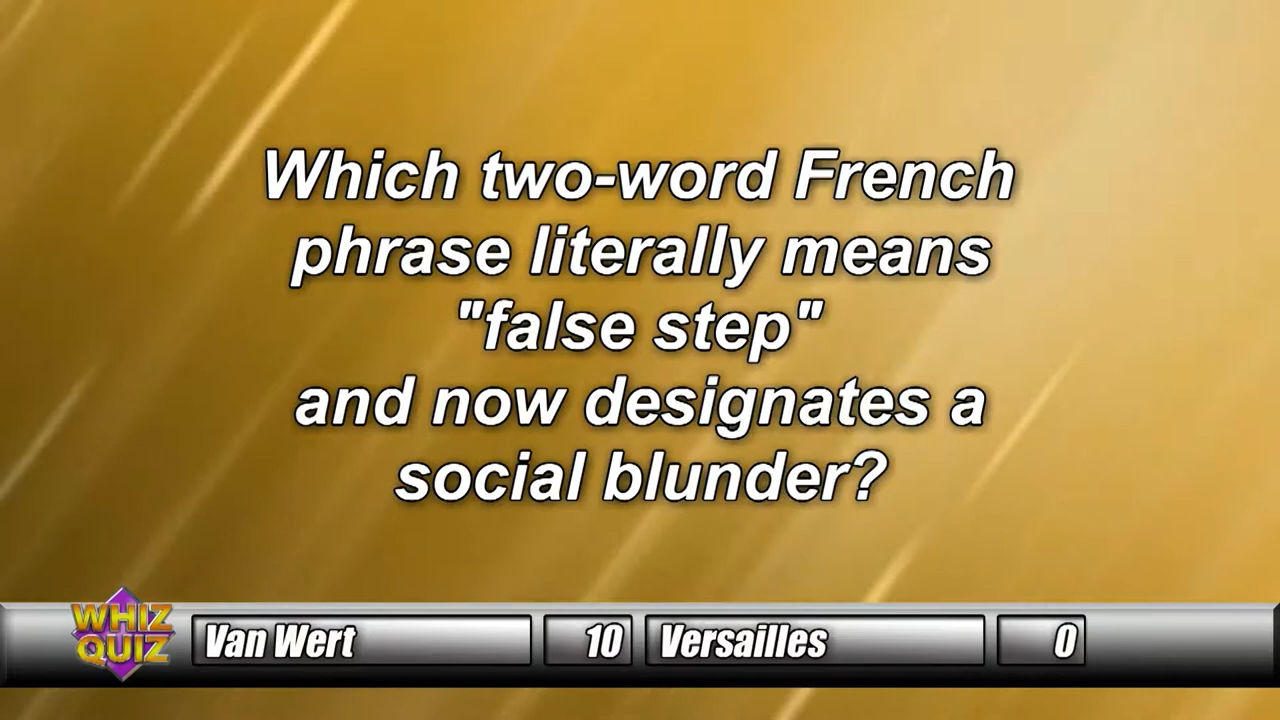 Which two-word French
phrase literally means
"false step"
and now designates a
social blunder?
WHIZ
QUIZ
Van Wert 10 Versailles 0